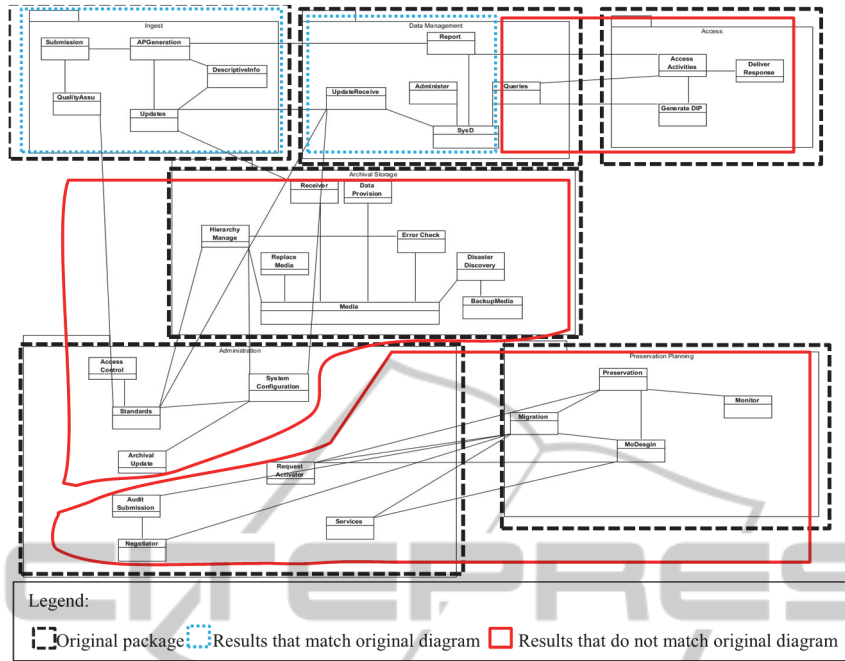 Ingest
Submission
APGeneration
DescriptiveInfo
QualityAssu
Updates
Data Management
Report
UpdateReceive
Administer
Queries
SysD
Access
Access
Activities
Deliver
Response
Generate DIP
Archival Storage
Receiver
Data
Provision
Hierarchy
Manage
Error Check
Replace
Media
Disaster
Discovery
Media
BackupMedia
Administration
Access
Control
System
Configuration
Standards
Archival
Update
Request
Activator
Audit
Submission
Services
Negotiator
Preservation Planning
Preservation
Monitor
Migration
MoDesgin
CITEPRES
Legend:
Original package
Results that match original diagram
Results that do not match original diagram